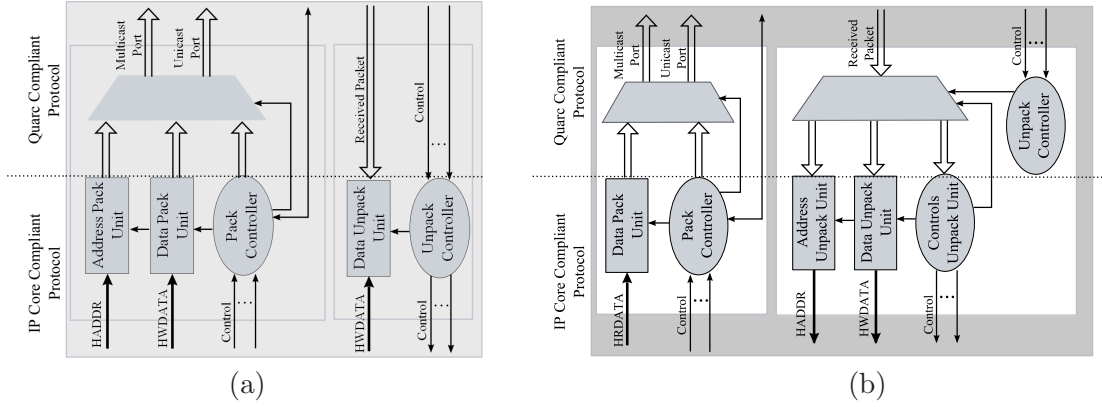 Quarc Compliant
Protocol
IP Core Compliant
Protocol
Multicast
Port
Unicast
Port
Received Packet
Control
...
Address Pack
Unit
Data Pack
Unit
Pack
Controller
Data Unpack
Unit
Unpack
Controller
HADDR
HWDATA
Control
...
HWDATA
Control
...
(a)
Quarc Compliant
Protocol
IP Core Compliant
Protocol
Multicast
Port
Unicast
Port
Received
Packet
Control
...
Unpack
Controller
Data Pack
Unit
Pack
Controller
Address
Unpack Unit
Data Unpack
Unit
Controls
Unpack Unit
HRDATA
Control
...
HADDR
HWDATA
Control
...
(b)